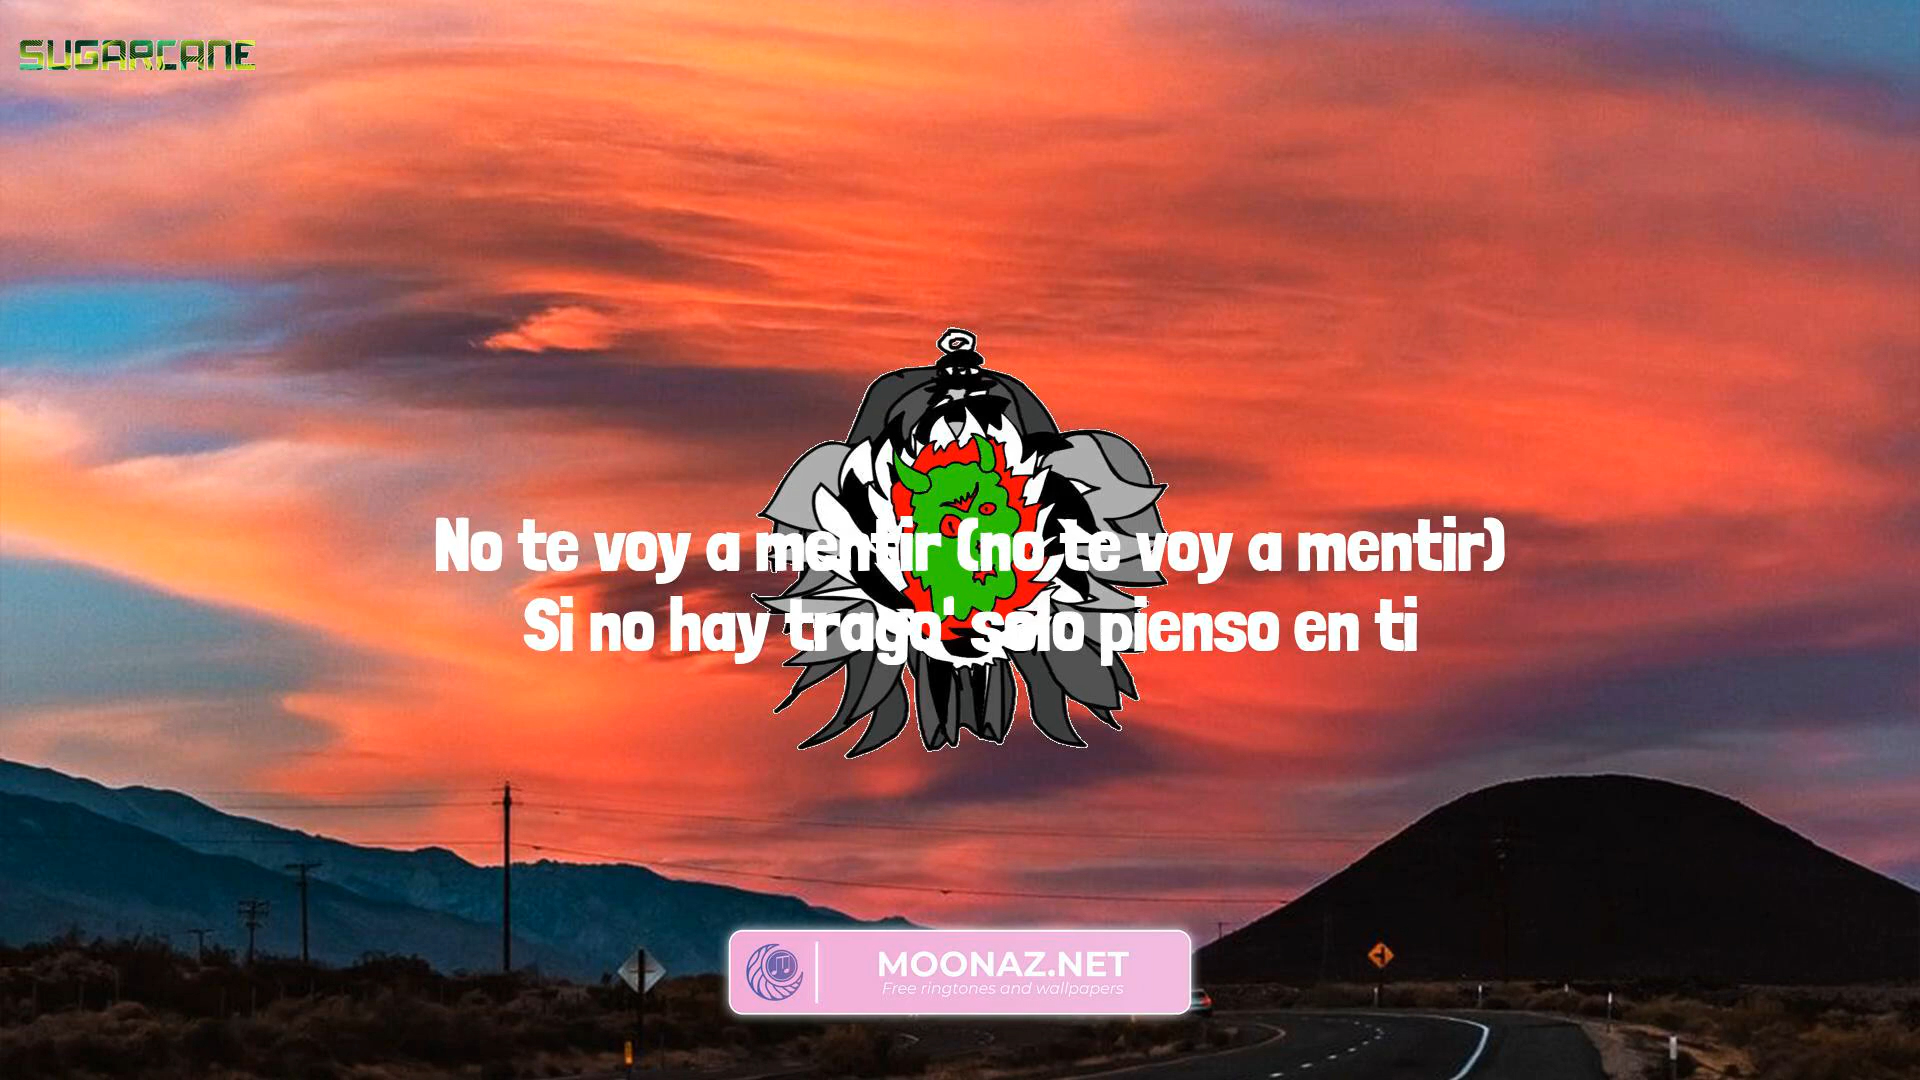 SUGARCANE
No te voy a mentir (no te voy a mentir)
Si no hay trago' solo pienso en ti
MOONAZ.NET
Free ringtones and wallpapers